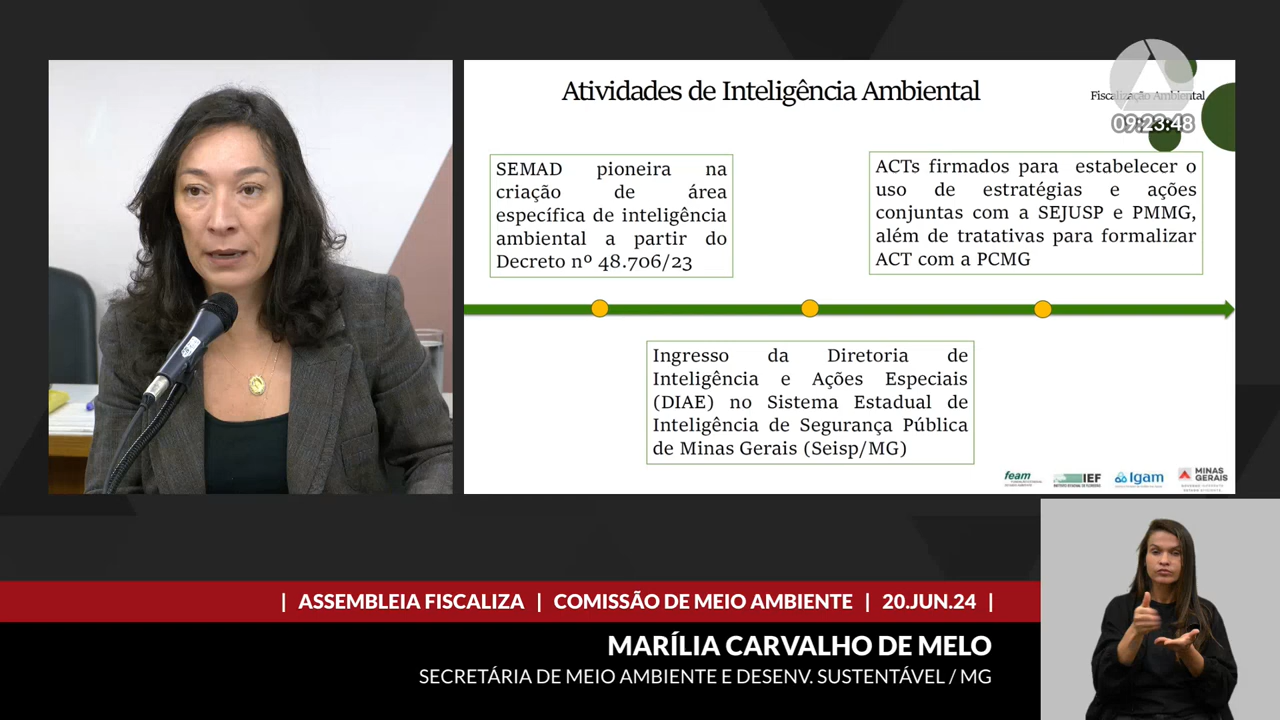 Atividades de Inteligência Ambiental
Fiscalização Ambiental
09:23:48
SEMAD pioneira na
criação de área
específica de inteligência
ambiental a partir do
Decreto nº 48.706/23
ACTs firmados para estabelecer o
uso de estratégias e ações
conjuntas com a SEJUSP e PMMG,
além de tratativas para formalizar
ACT com a PCMG
Ingresso da Diretoria de
Inteligência e Ações Especiais
(DIAE) no Sistema Estadual de
Inteligência de Segurança Pública
de Minas Gerais (Seisp/MG)
feam
IEF
Igam
MINAS
GERAIS
| ASSEMBLEIA FISCALIZA | COMISSÃO DE MEIO AMBIENTE | 20.JUN.24 |
MARÍLIA CARVALHO DE MELO
SECRETÁRIA DE MEIO AMBIENTE E DESENV. SUSTENTÁVEL / MG